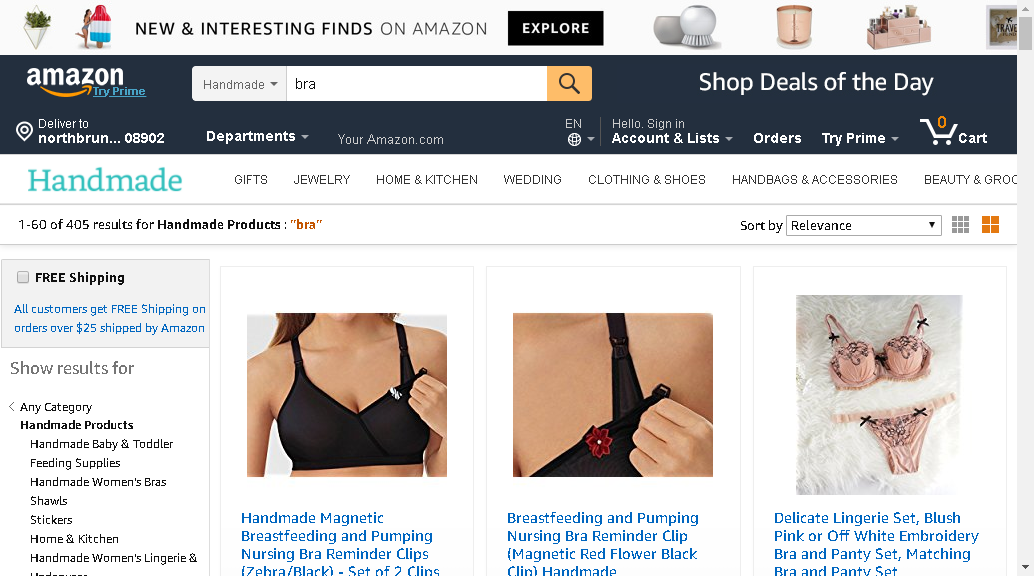 NEW & INTERESTING FINDS ON AMAZON
EXPLORE
TRAVE
amazon
Try Prime
Handmade
bra
Shop Deals of the Day
Deliver to
northbrun... 08902
Departments
Your Amazon.com
EN
Hello. Sign in
Account & Lists
Orders
Try Prime
0
Cart
Handmade
GIFTS
JEWELRY
HOME & KITCHEN
WEDDING
CLOTHING & SHOES
HANDBAGS & ACCESSORIES
BEAUTY & GROO
1-60 of 405 results for Handmade Products : "bra"
Sort by
Relevance
FREE Shipping
All customers get FREE Shipping on
orders over $25 shipped by Amazon
Show results for
Any Category
Handmade Products
Handmade Baby & Toddler
Feeding Supplies
Handmade Women's Bras
Shawls
Stickers
Home & Kitchen
Handmade Women's Lingerie &
Handmade Magnetic
Breastfeeding and Pumping
Nursing Bra Reminder Clips
(Zebra/Black) - Set of 2 Clips
Breastfeeding and Pumping
Nursing Bra Reminder Clip
(Magnetic Red Flower Black
Clip) Handmade
Delicate Lingerie Set, Blush
Pink or Off White Embroidery
Bra and Panty Set, Matching
Bra and Panty Set